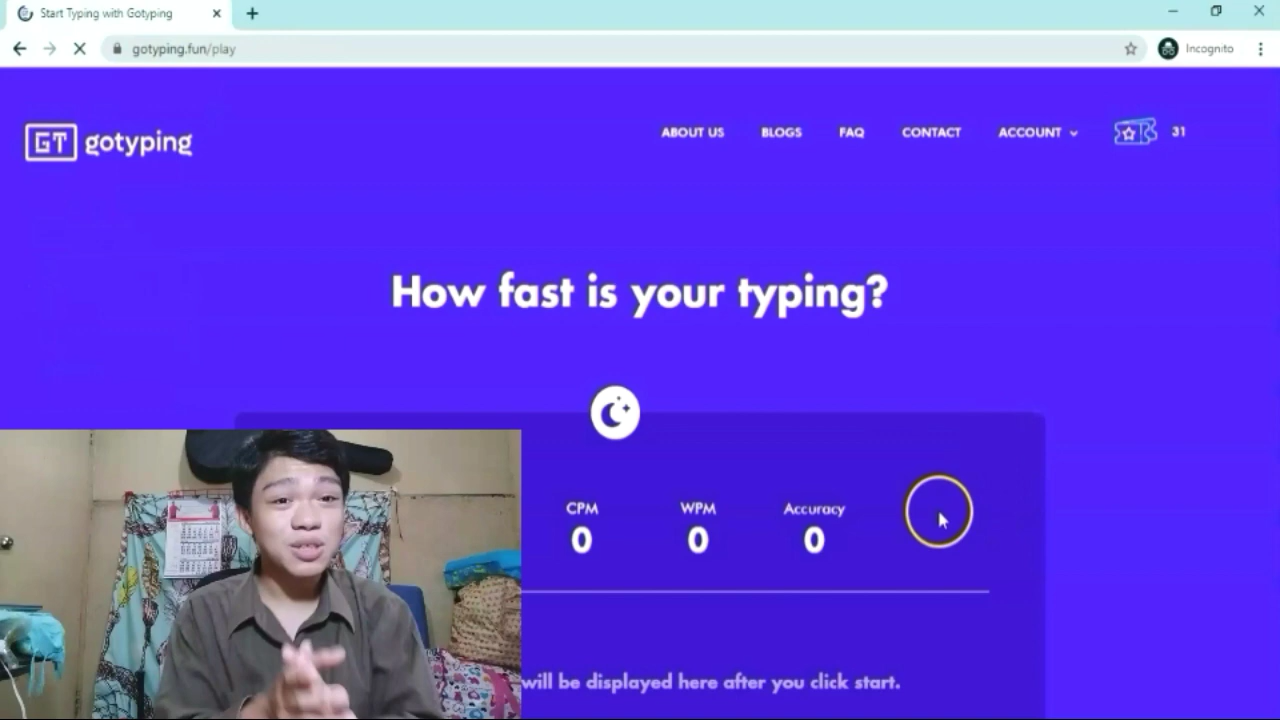 Start Typing with Gotyping
gotyping.fun/play
Incognito
GT gotyping
ABOUT US BLOGS FAQ CONTACT ACCOUNT 31
How fast is your typing?
CPM WPM Accuracy
0 0 0
will be displayed here after you click start.